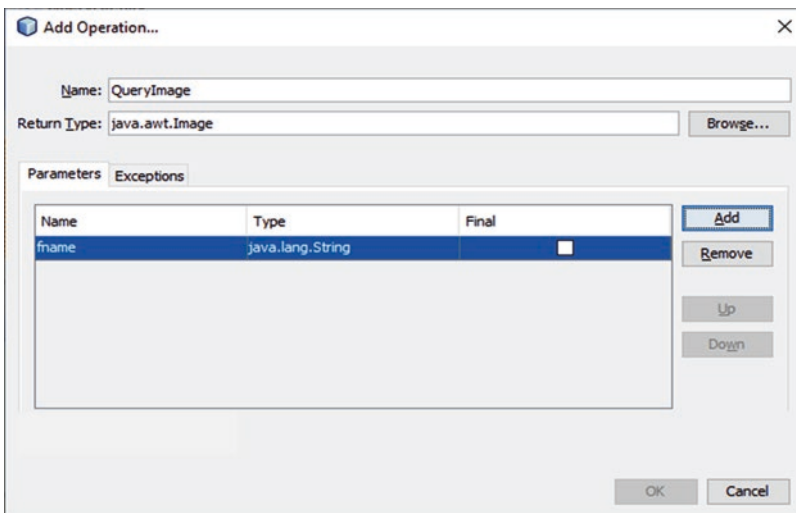 Add Operation...
Name: QueryImage
Return Type: java.awt.Image Browse...
Parameters Exceptions
Name Type Final Add
fname java.lang.String Remove
Up
Down
OK Cancel